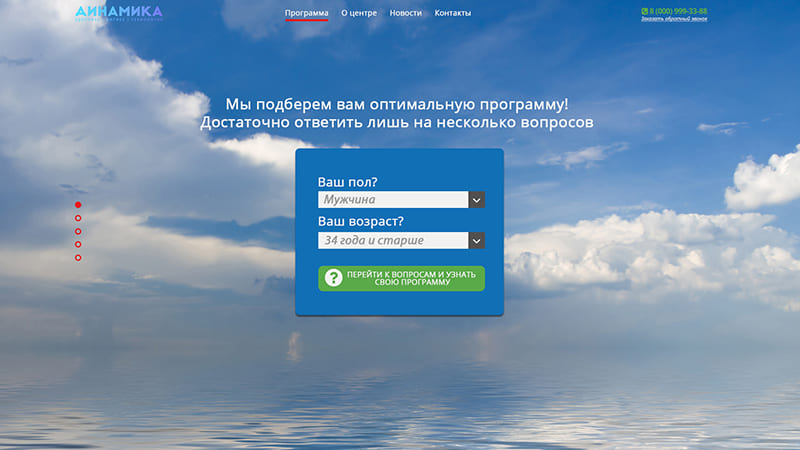 ДИНАМИКА
Программа
О центре
Новости
Контакты
8 (000) 999-33-88
Заказать обратный звонок
Мы подберем вам оптимальную программу!
Достаточно ответить лишь на несколько вопросов
Ваш пол?
Мужчина
Ваш возраст?
34 года и старше
? ПЕРЕЙТИ К ВОПРОСАМ И УЗНАТЬ
СВОЮ ПРОГРАММУ